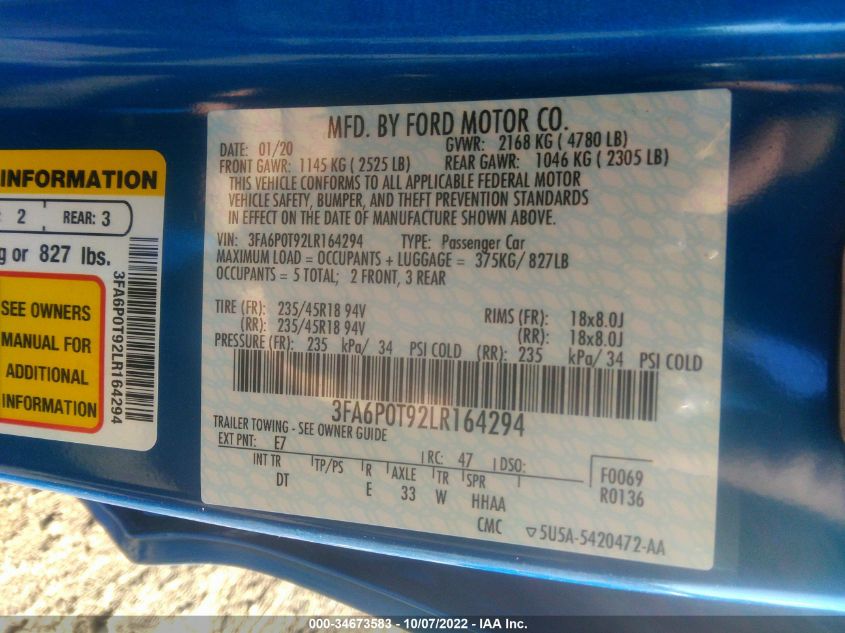 INFORMATION
: 2 REAR: 3
g or 827 lbs.
SEE OWNERS
MANUAL FOR
ADDITIONAL
INFORMATION
3FA6P0T92LR164294
MFD. BY FORD MOTOR CO.
DATE: 01/20 GVWR: 2168 KG ( 4780 LB)
FRONT GAWR: 1145 KG ( 2525 LB) REAR GAWR: 1046 KG ( 2305 LB)
THIS VEHICLE CONFORMS TO ALL APPLICABLE FEDERAL MOTOR
VEHICLE SAFETY, BUMPER, AND THEFT PREVENTION STANDARDS
IN EFFECT ON THE DATE OF MANUFACTURE SHOWN ABOVE.
VIN: 3FA6P0T92LR164294 TYPE: Passenger Car
MAXIMUM LOAD = OCCUPANTS + LUGGAGE = 375KG/ 827LB
OCCUPANTS = 5 TOTAL; 2 FRONT, 3 REAR
TIRE (FR): 235/45R18 94V RIMS (FR): 18x8.0J
(RR): 235/45R18 94V (RR): 18x8.0J
PRESSURE (FR): 235 kPa/ 34 PSI COLD (RR): 235 kPa/ 34 PSI COLD
3FA6P0T92LR164294
TRAILER TOWING - SEE OWNER GUIDE
EXT PNT: E7 RC: 47 DSO:
INT TR TP/PS R AXLE TR SPR F0069
DT E 33 W HHAA R0136
CMC ▽5U5A-5420472-AA
000-34673583 - 10/07/2022 - IAA Inc.